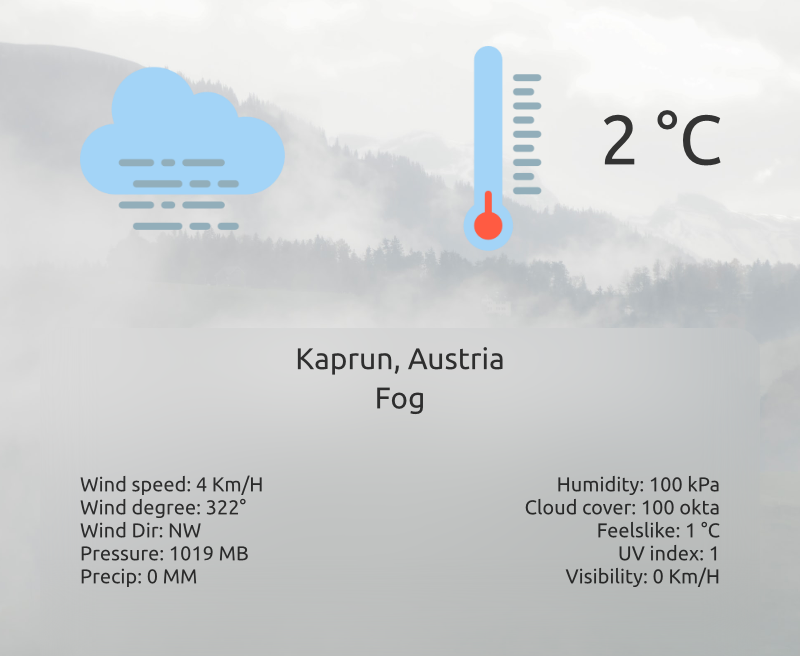 2 °C
Kaprun, Austria
Fog
Wind speed: 4 Km/H
Wind degree: 322°
Wind Dir: NW
Pressure: 1019 MB
Precip: 0 MM
Humidity: 100 kPa
Cloud cover: 100 okta
Feelslike: 1 °C
UV index: 1
Visibility: 0 Km/H